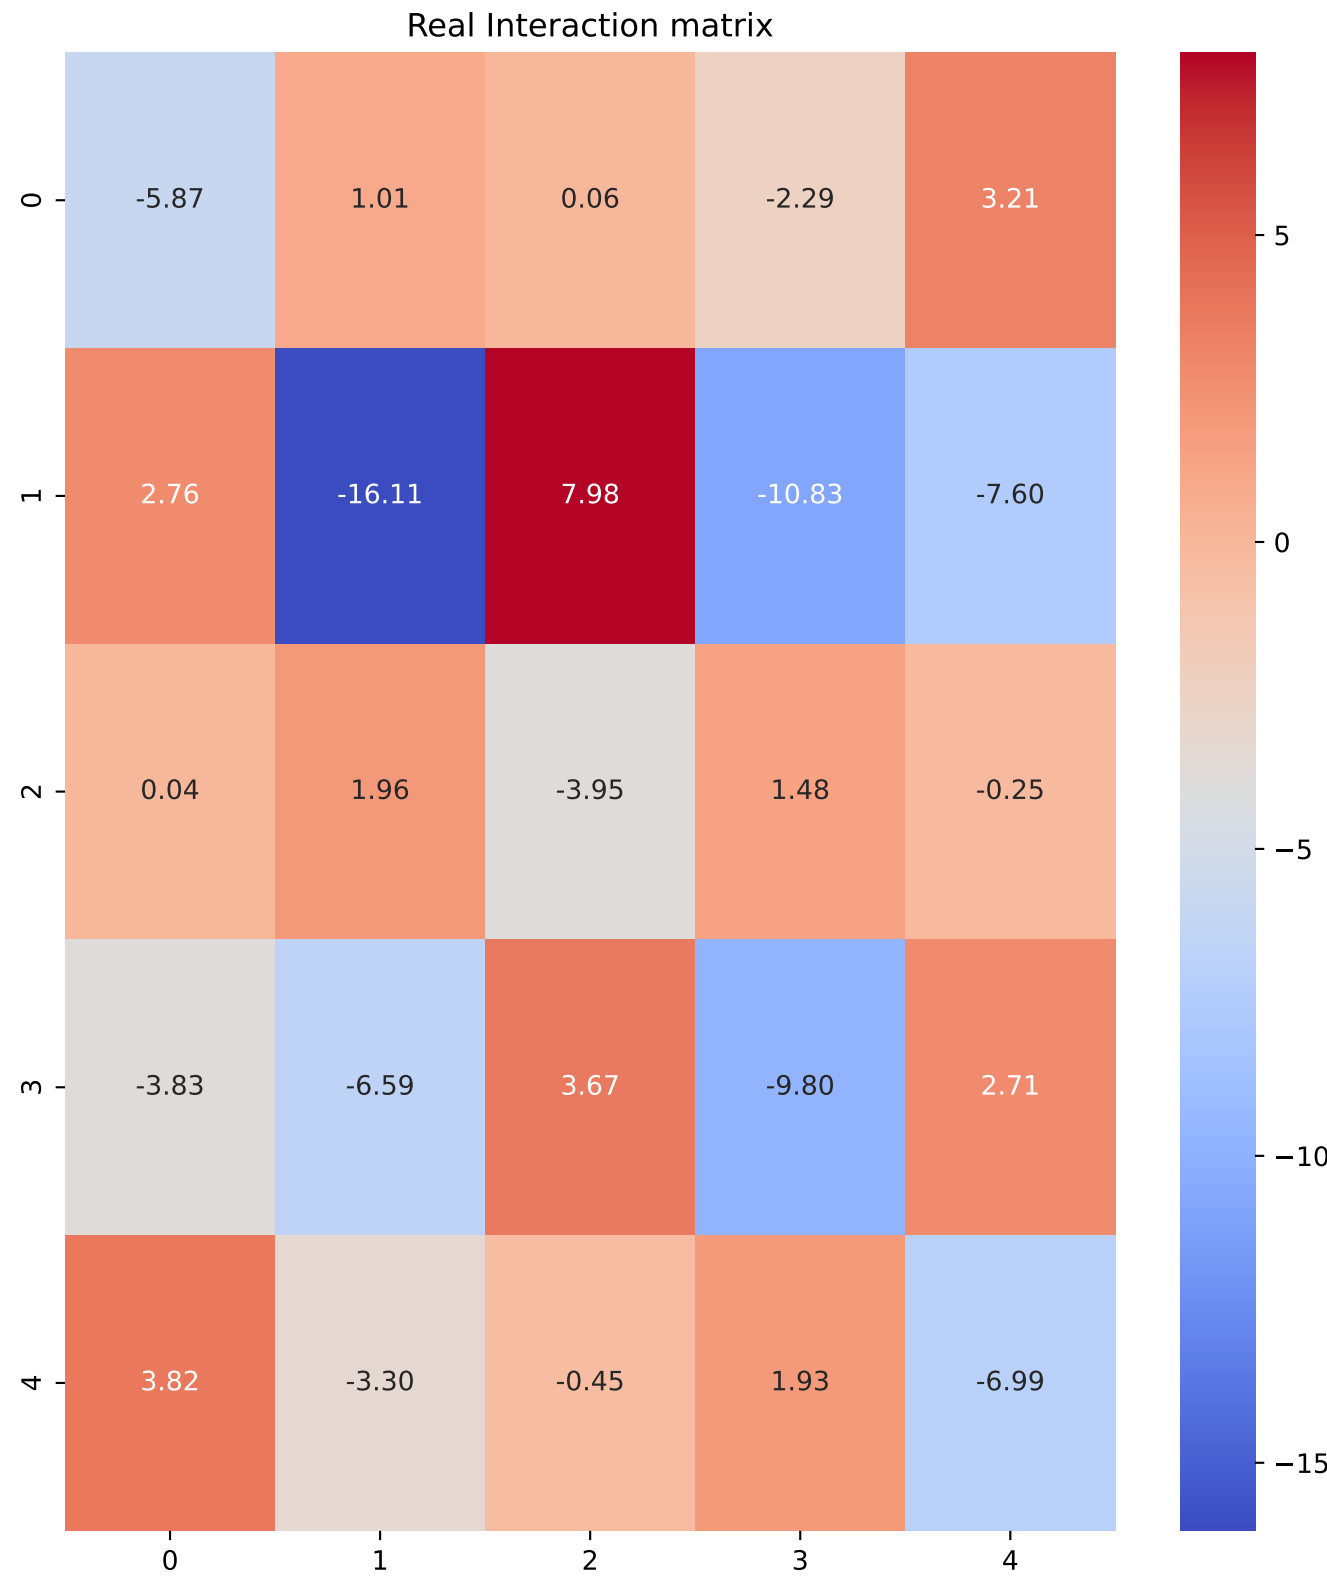 Real Interaction matrix
0 -5.87 1.01 0.06 -2.29 3.21
1 2.76 -16.11 7.98 -10.83 -7.60
2 0.04 1.96 -3.95 1.48 -0.25
3 -3.83 -6.59 3.67 -9.80 2.71
4 3.82 -3.30 -0.45 1.93 -6.99
0 1 2 3 4
5
0
−5
−10
−15